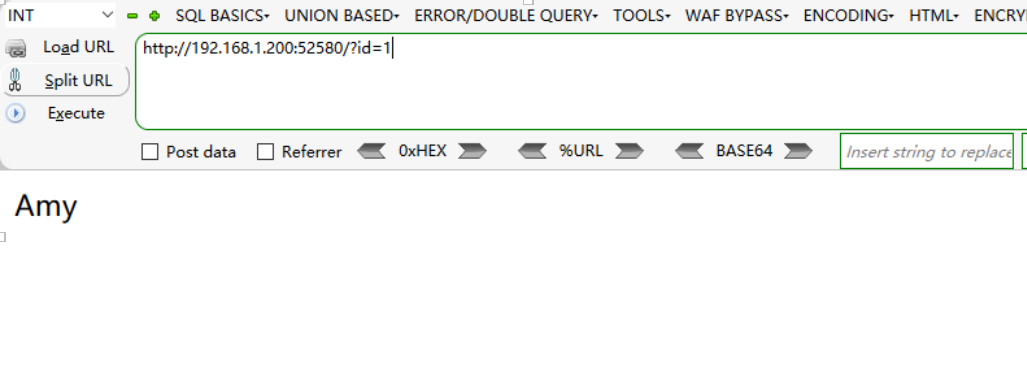 INT SQL BASICS UNION BASED ERROR/DOUBLE QUERY TOOLS WAF BYPASS ENCODING HTML ENCRY
Load URL http://192.168.1.200:52580/?id=1
Split URL
Execute
Post data Referrer 0xHEX %URL BASE64 Insert string to replace
Amy